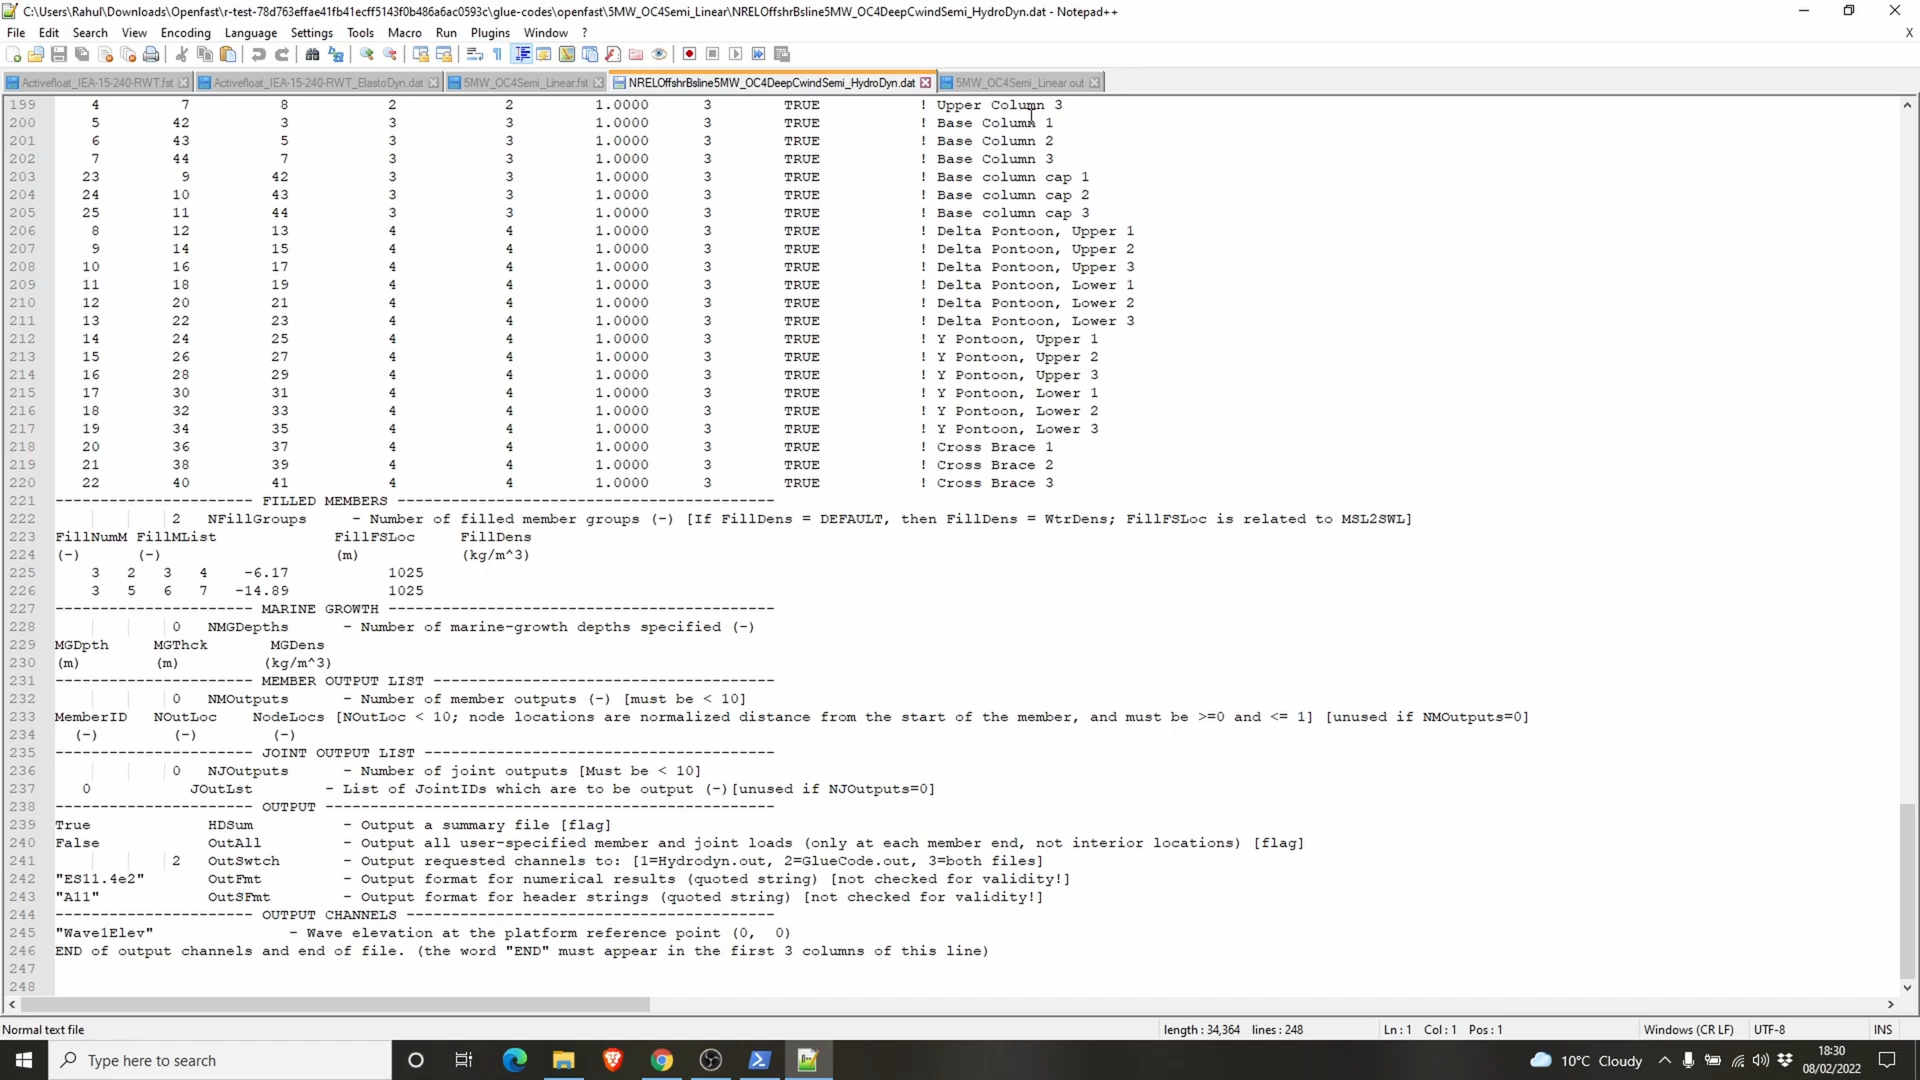 C:\Users\Rahul\Downloads\Openfast\r-test-78d763effae41fb41ecff5143f0b486a6ac0593c\glue-codes\openfast\5MW_OC4Semi_Linear\NRELOffshrBsline5MW_OC4DeepCwindSemi_HydroDyn.dat - Notepad++
File Edit Search View Encoding Language Settings Tools Macro Run Plugins Window ? X
Activefloat_IEA-15-240-RWT.fst Activefloat_IEA-15-240-RWT_ElastoDyn.dat 5MW_OC4Semi_Linear.fst NRELOffshrBsline5MW_OC4DeepCwindSemi_HydroDyn.dat 5MW_OC4Semi_Linear.out
199 4 7 8 2 2 1.0000 3 TRUE ! Upper Column 3
200 5 42 3 3 3 1.0000 3 TRUE ! Base Column 1
201 6 43 5 3 3 1.0000 3 TRUE ! Base Column 2
202 7 44 7 3 3 1.0000 3 TRUE ! Base Column 3
203 23 9 42 3 3 1.0000 3 TRUE ! Base column cap 1
204 24 10 43 3 3 1.0000 3 TRUE ! Base column cap 2
205 25 11 44 3 3 1.0000 3 TRUE ! Base column cap 3
206 8 12 13 4 4 1.0000 3 TRUE ! Delta Pontoon, Upper 1
207 9 14 15 4 4 1.0000 3 TRUE ! Delta Pontoon, Upper 2
208 10 16 17 4 4 1.0000 3 TRUE ! Delta Pontoon, Upper 3
209 11 18 19 4 4 1.0000 3 TRUE ! Delta Pontoon, Lower 1
210 12 20 21 4 4 1.0000 3 TRUE ! Delta Pontoon, Lower 2
211 13 22 23 4 4 1.0000 3 TRUE ! Delta Pontoon, Lower 3
212 14 24 25 4 4 1.0000 3 TRUE ! Y Pontoon, Upper 1
213 15 26 27 4 4 1.0000 3 TRUE ! Y Pontoon, Upper 2
214 16 28 29 4 4 1.0000 3 TRUE ! Y Pontoon, Upper 3
215 17 30 31 4 4 1.0000 3 TRUE ! Y Pontoon, Lower 1
216 18 32 33 4 4 1.0000 3 TRUE ! Y Pontoon, Lower 2
217 19 34 35 4 4 1.0000 3 TRUE ! Y Pontoon, Lower 3
218 20 36 37 4 4 1.0000 3 TRUE ! Cross Brace 1
219 21 38 39 4 4 1.0000 3 TRUE ! Cross Brace 2
220 22 40 41 4 4 1.0000 3 TRUE ! Cross Brace 3
221 ---------------------- FILLED MEMBERS ------------------------------------------
222 2 NFillGroups - Number of filled member groups (-) [If FillDens = DEFAULT, then FillDens = WtrDens; FillFSLoc is related to MSL2SWL]
223 FillNumM FillMList FillFSLoc FillDens
224 (-) (-) (m) (kg/m^3)
225 3 2 3 4 -6.17 1025
226 3 5 6 7 -14.89 1025
227 ---------------------- MARINE GROWTH -------------------------------------------
228 0 NMGDepths - Number of marine-growth depths specified (-)
229 MGDpth MGThck MGDens
230 (m) (m) (kg/m^3)
231 ---------------------- MEMBER OUTPUT LIST --------------------------------------
232 0 NMOutputs - Number of member outputs (-) [must be < 10]
233 MemberID NOutLoc NodeLocs [NOutLoc < 10; node locations are normalized distance from the start of the member, and must be >=0 and <= 1] [unused if NMOutputs=0]
234 (-) (-) (-)
235 ---------------------- JOINT OUTPUT LIST ---------------------------------------
236 0 NJOutputs - Number of joint outputs [Must be < 10]
237 0 JOutLst - List of JointIDs which are to be output (-)[unused if NJOutputs=0]
238 ---------------------- OUTPUT --------------------------------------------------
239 True HDSum - Output a summary file [flag]
240 False OutAll - Output all user-specified member and joint loads (only at each member end, not interior locations) [flag]
241 2 OutSwtch - Output requested channels to: [1=Hydrodyn.out, 2=GlueCode.out, 3=both files]
242 "ES11.4e2" OutFmt - Output format for numerical results (quoted string) [not checked for validity!]
243 "A11" OutSFmt - Output format for header strings (quoted string) [not checked for validity!]
244 ---------------------- OUTPUT CHANNELS -----------------------------------------
245 "Wave1Elev" - Wave elevation at the platform reference point (0, 0)
246 END of output channels and end of file. (the word "END" must appear in the first 3 columns of this line)
247
248
Normal text file length : 34,364 lines : 248 Ln : 1 Col : 1 Pos : 1 Windows (CR LF) UTF-8 INS
Type here to search 10°C Cloudy 18:30
08/02/2022